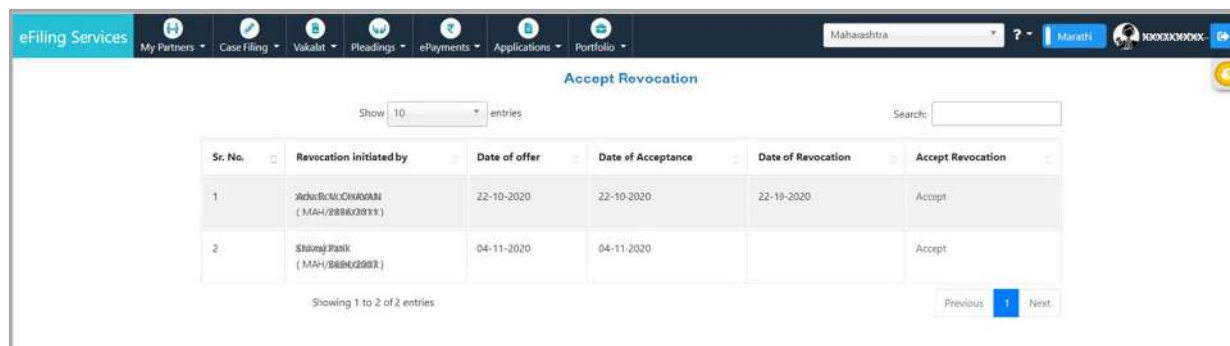 eFiling Services
My Partners Case Filing Vakalat Pleadings ePayments Applications Portfolio
Maharashtra ? Marathi
Accept Revocation
Show 10 entries Search:
Sr. No. Revocation initiated by Date of offer Date of Acceptance Date of Revocation Accept Revocation
1 22-10-2020 22-10-2020 22-10-2020 Accept
( MAH/ )
2 04-11-2020 04-11-2020 Accept
( MAH/ )
Showing 1 to 2 of 2 entries Previous 1 Next